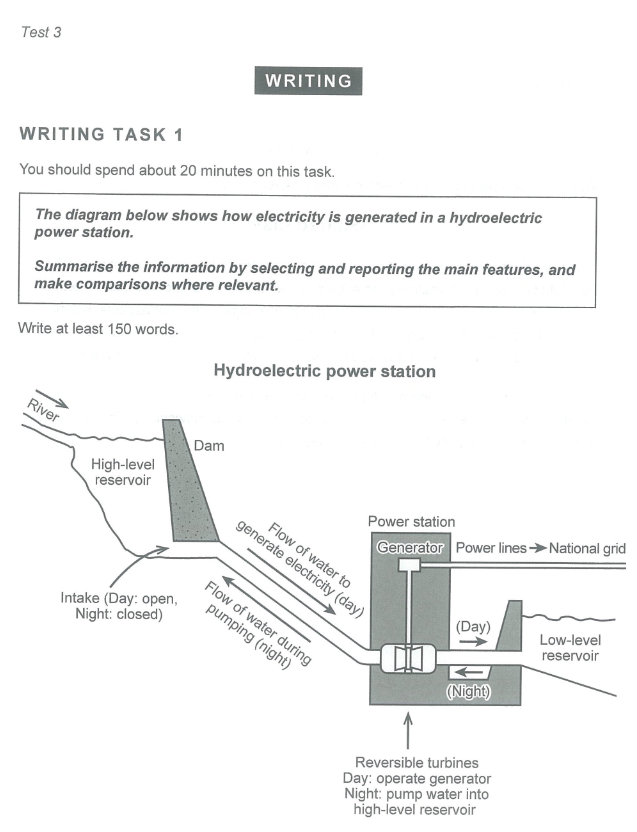 Test 3
WRITING
WRITING TASK 1
You should spend about 20 minutes on this task.
The diagram below shows how electricity is generated in a hydroelectric
power station.
Summarise the information by selecting and reporting the main features, and
make comparisons where relevant.
Write at least 150 words.
Hydroelectric power station
River
Dam
High-level
reservoir
Flow of water to
generate electricity (day)
Power station
Generator
Power lines
National grid
Intake (Day: open,
Night: closed)
Flow of water during
pumping (night)
(Day)
Low-level
reservoir
(Night)
Reversible turbines
Day: operate generator
Night: pump water into
high-level reservoir